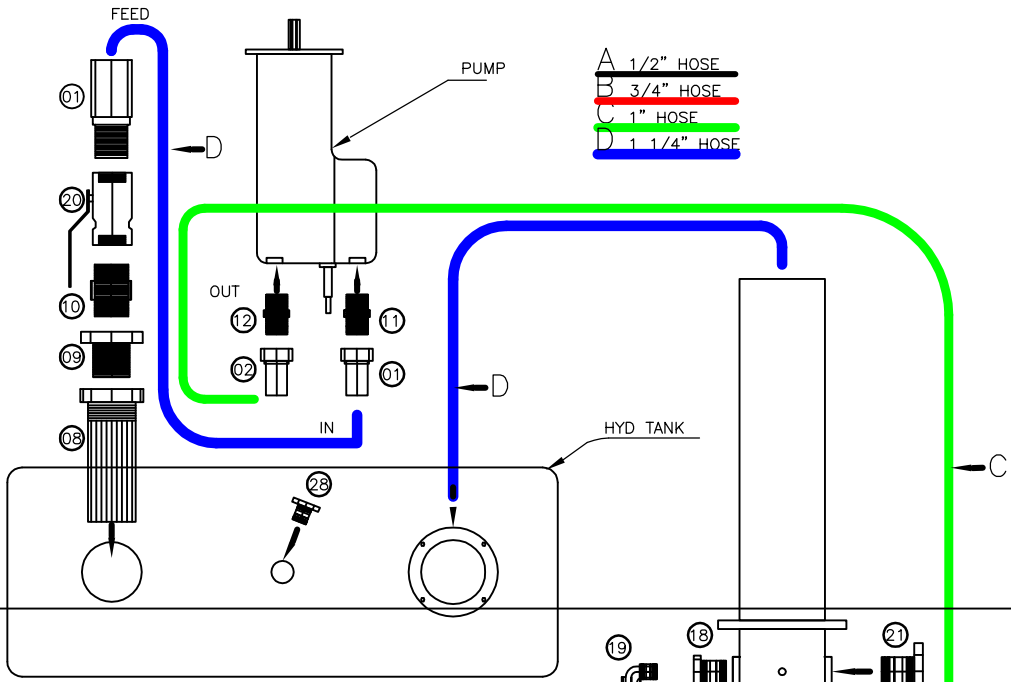 FEED
PUMP
A 1/2" HOSE
B 3/4" HOSE
C 1" HOSE
D 1 1/4" HOSE
01
D
20
OUT
10
12
11
09
02
01
D
IN
HYD TANK
08
C
28
19
18
21